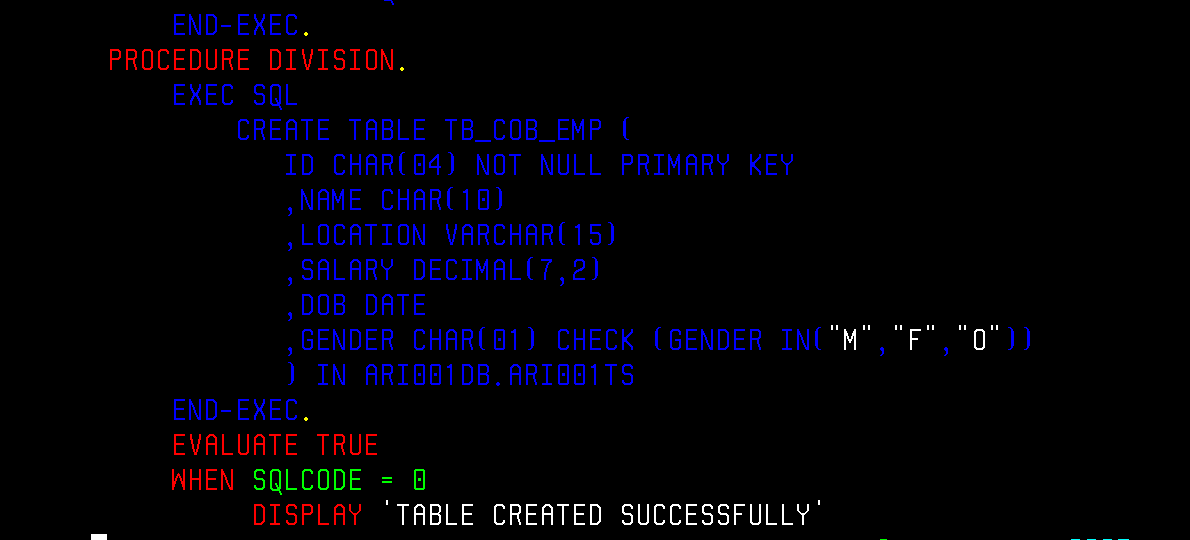 END-EXEC.
PROCEDURE DIVISION.
EXEC SQL
CREATE TABLE TB_COB_EMP (
ID CHAR(04) NOT NULL PRIMARY KEY
,NAME CHAR(10)
,LOCATION VARCHAR(15)
,SALARY DECIMAL(7,2)
,DOB DATE
,GENDER CHAR(01) CHECK (GENDER IN("M","F","O"))
) IN ARI001DB.ARI001TS
END-EXEC.
EVALUATE TRUE
WHEN SQLCODE = 0
DISPLAY 'TABLE CREATED SUCCESSFULLY'